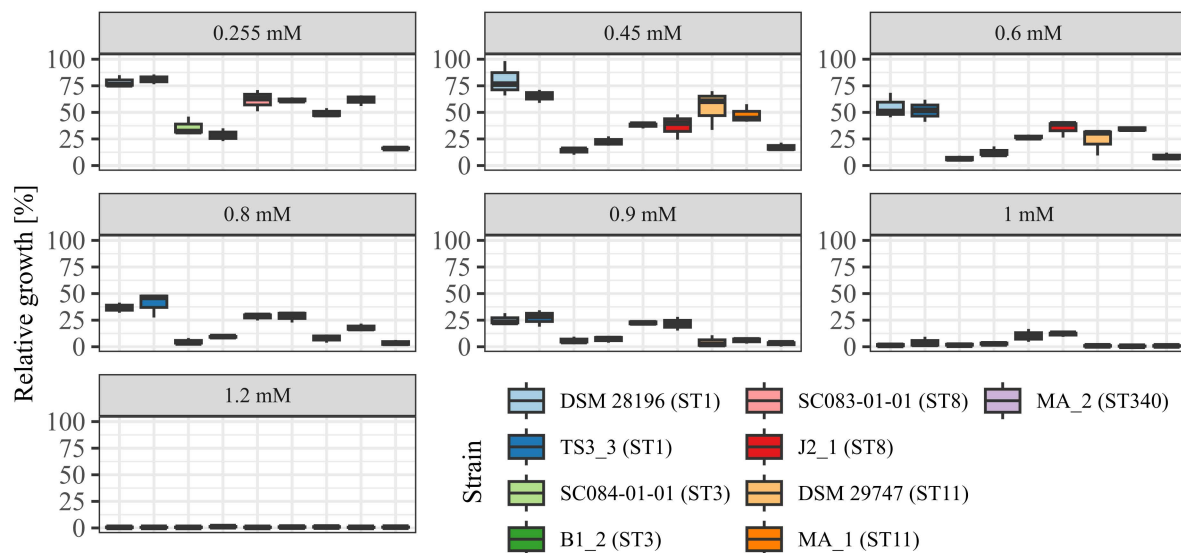 0.255 mM 0.45 mM 0.6 mM
100 100 100
75 75 75
50 50 50
25 25 25
0 0 0
0.8 mM 0.9 mM 1 mM
100 100 100
75 75 75
50 50 50
25 25 25
0 0 0
1.2 mM
100
75
50
25
0
Relative growth [%]
Strain
DSM 28196 (ST1) SC083-01-01 (ST8) MA_2 (ST340)
TS3_3 (ST1) J2_1 (ST8)
SC084-01-01 (ST3) DSM 29747 (ST11)
B1_2 (ST3) MA_1 (ST11)